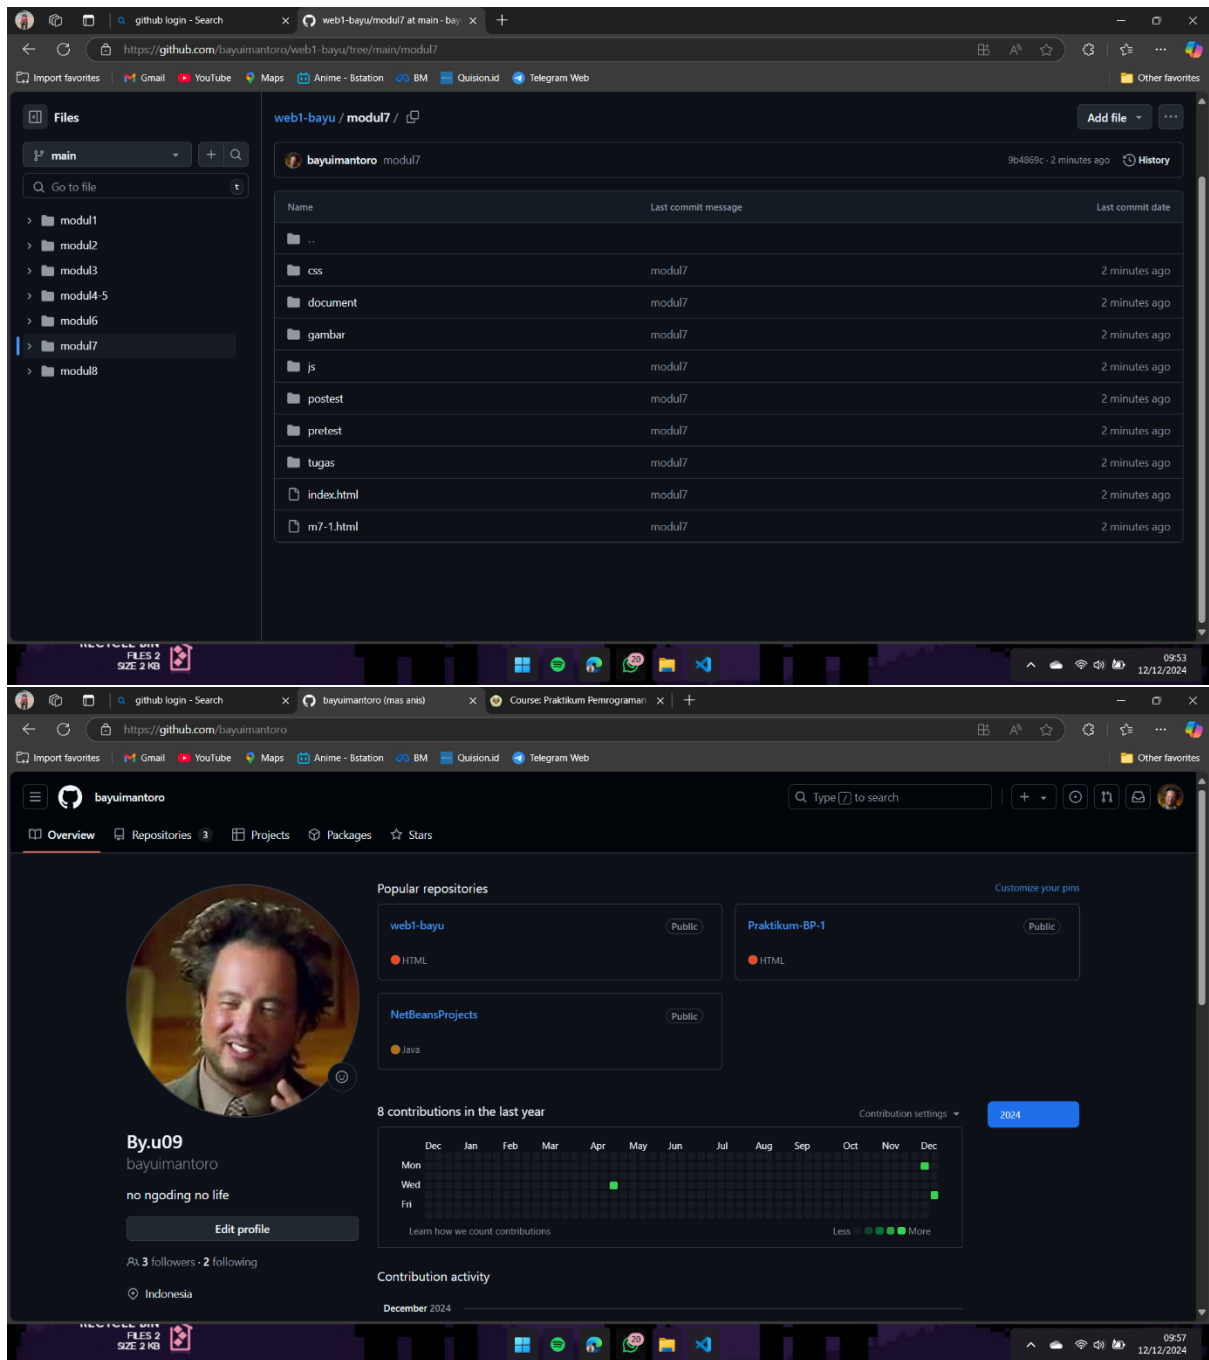 github login - Search
web1-bayu/modul7 at main · bay
https://github.com/bayuimantoro/web1-bayu/tree/main/modul7
Import favorites
Gmail
YouTube
Maps
Anime - Bstation
BM
Quision.id
Telegram Web
Other favorites
Files
web1-bayu / modul7 /
Add file
main
bayuimantoro modul7
9b4869c · 2 minutes ago
History
Go to file
t
Name
Last commit message
Last commit date
modul1
modul2
modul3
modul4-5
modul6
modul7
modul8
..
css modul7 2 minutes ago
document modul7 2 minutes ago
gambar modul7 2 minutes ago
js modul7 2 minutes ago
postest modul7 2 minutes ago
pretest modul7 2 minutes ago
tugas modul7 2 minutes ago
index.html modul7 2 minutes ago
m7-1.html modul7 2 minutes ago
RECYCLE BIN
FILES 2
SIZE 2 KB
20
09:53
12/12/2024
github login - Search
bayuimantoro (mas anis)
Course: Praktikum Pemrograman
https://github.com/bayuimantoro
Import favorites
Gmail
YouTube
Maps
Anime - Bstation
BM
Quision.id
Telegram Web
Other favorites
bayuimantoro
Type / to search
Overview
Repositories 3
Projects
Packages
Stars
Popular repositories
Customize your pins
web1-bayu
Public
HTML
Praktikum-BP-1
Public
HTML
NetBeansProjects
Public
Java
8 contributions in the last year
Contribution settings
2024
Dec Jan Feb Mar Apr May Jun Jul Aug Sep Oct Nov Dec
Mon
Wed
Fri
Learn how we count contributions
Less
More
By.u09
bayuimantoro
no ngoding no life
Edit profile
3 followers · 2 following
Indonesia
Contribution activity
December 2024
RECYCLE BIN
FILES 2
SIZE 2 KB
20
09:57
12/12/2024